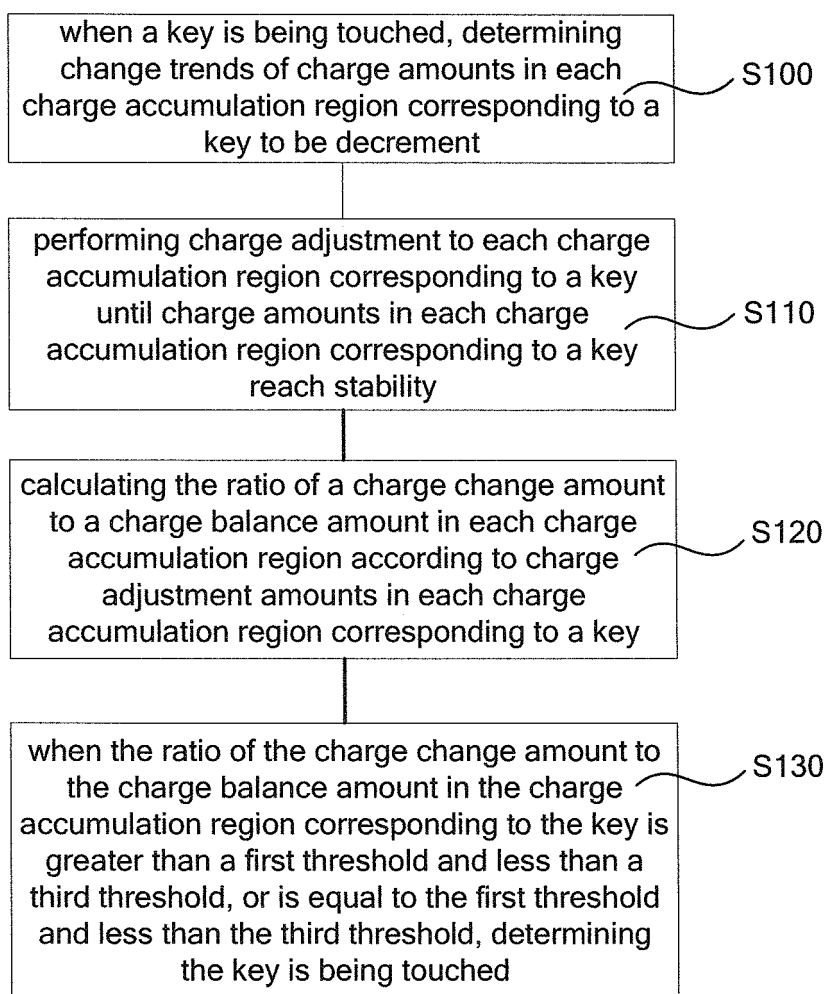 when a key is being touched, determining
change trends of charge amounts in each
charge accumulation region corresponding to a
key to be decrement
S100
performing charge adjustment to each charge
accumulation region corresponding to a key
until charge amounts in each charge
accumulation region corresponding to a key
reach stability
S110
calculating the ratio of a charge change amount
to a charge balance amount in each charge
accumulation region according to charge
adjustment amounts in each charge
accumulation region corresponding to a key
S120
when the ratio of the charge change amount to
the charge balance amount in the charge
accumulation region corresponding to the key is
greater than a first threshold and less than a
third threshold, or is equal to the first threshold
and less than the third threshold, determining
the key is being touched
S130